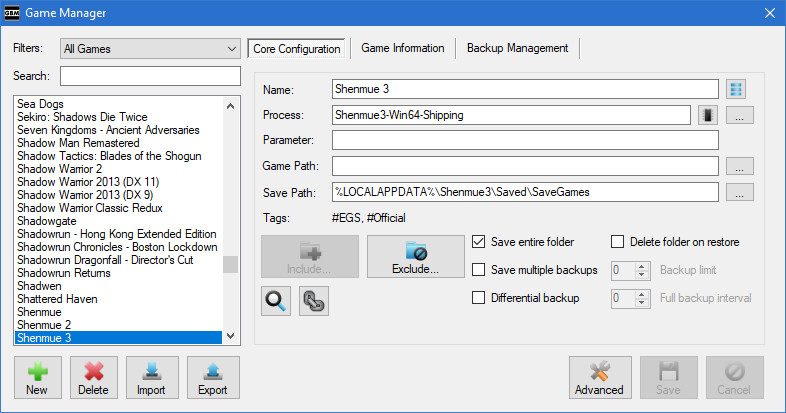 GBM Game Manager
Filters: All Games Core Configuration Game Information Backup Management
Search:
Sea Dogs
Sekiro: Shadows Die Twice
Seven Kingdoms - Ancient Adversaries
Shadow Man Remastered
Shadow Tactics: Blades of the Shogun
Shadow Warrior 2
Shadow Warrior 2013 (DX 11)
Shadow Warrior 2013 (DX 9)
Shadow Warrior Classic Redux
Shadowgate
Shadowrun - Hong Kong Extended Edition
Shadowrun Chronicles - Boston Lockdown
Shadowrun Dragonfall - Director's Cut
Shadowrun Returns
Shadwen
Shattered Haven
Shenmue
Shenmue 2
Shenmue 3
Name: Shenmue 3
Process: Shenmue3-Win64-Shipping ...
Parameter:
Game Path: ...
Save Path: %LOCALAPPDATA%\Shenmue3\Saved\SaveGames ...
Tags: #EGS, #Official
Include... Exclude...
Save entire folder Delete folder on restore
Save multiple backups 0 Backup limit
Differential backup 0 Full backup interval
New Delete Import Export Advanced Save Cancel